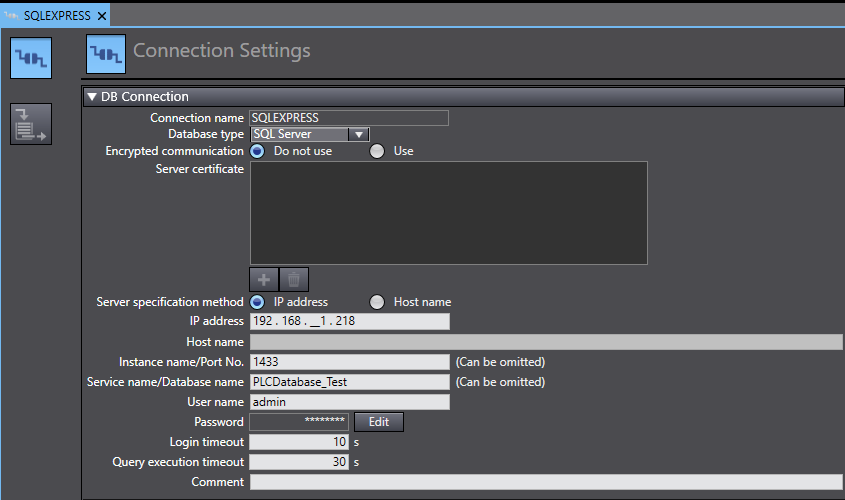 SQLEXPRESS
Connection Settings
DB Connection
Connection name SQLEXPRESS
Database type SQL Server
Encrypted communication Do not use Use
Server certificate
Server specification method IP address Host name
IP address 192 . 168 . __1 . 218
Host name
Instance name/Port No. 1433 (Can be omitted)
Service name/Database name PLCDatabase_Test (Can be omitted)
User name admin
Password ******** Edit
Login timeout 10 s
Query execution timeout 30 s
Comment